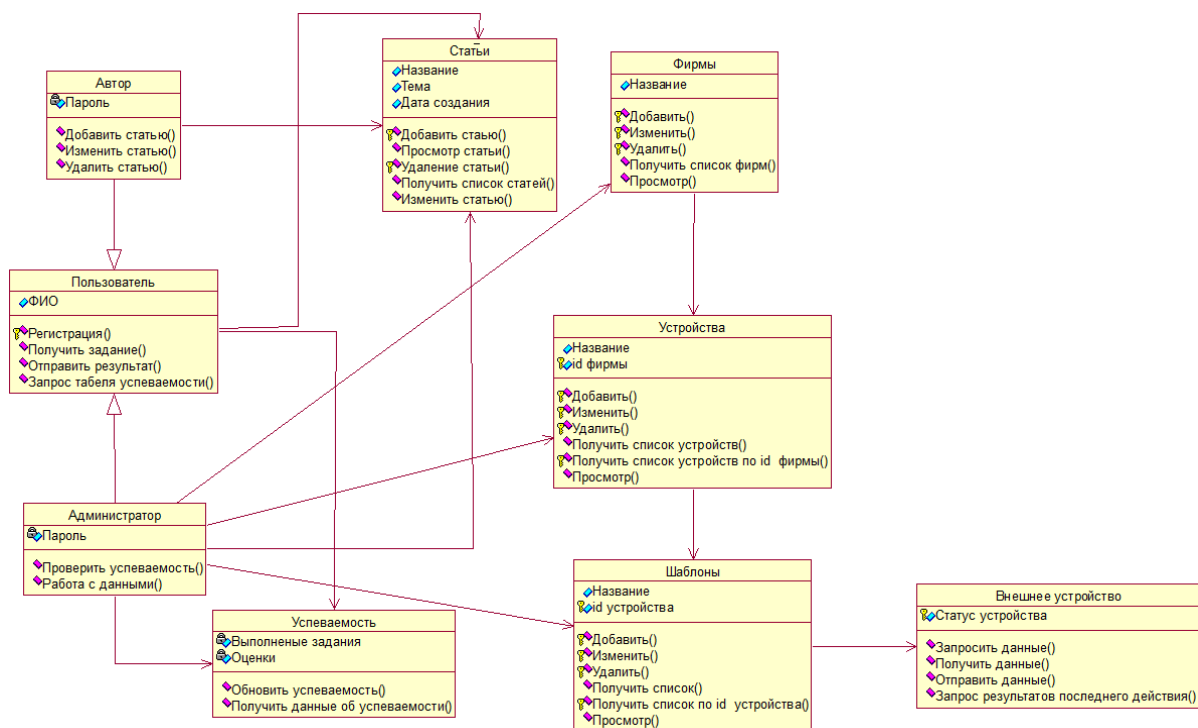 Статьи
Название
Тема
Дата создания
Добавить стаью()
Просмотр статьи()
Удаление статьи()
Получить список статей()
Изменить статью()
Фирмы
Название
Добавить()
Изменить()
Удалить()
Получить список фирм()
Просмотр()
Автор
Пароль
Добавить статью()
Изменить статью()
Удалить статью()
Пользователь
ФИО
Регистрация()
Получить задание()
Отправить результат()
Запрос табеля успеваемости()
Устройства
Название
id фирмы
Добавить()
Изменить()
Удалить()
Получить список устройств()
Получить список устройств по id фирмы()
Просмотр()
Администратор
Пароль
Проверить успеваемость()
Работа с данными()
Шаблоны
Название
id устройства
Добавить()
Изменить()
Удалить()
Получить список()
Получить список по id устройства()
Просмотр()
Внешнее устройство
Статус устройства
Запросить данные()
Получить данные()
Отправить данные()
Запрос результатов последнего действия()
Успеваемость
Выполнение задания
Оценки
Обновить успеваемость()
Получить данные об успеваемости()